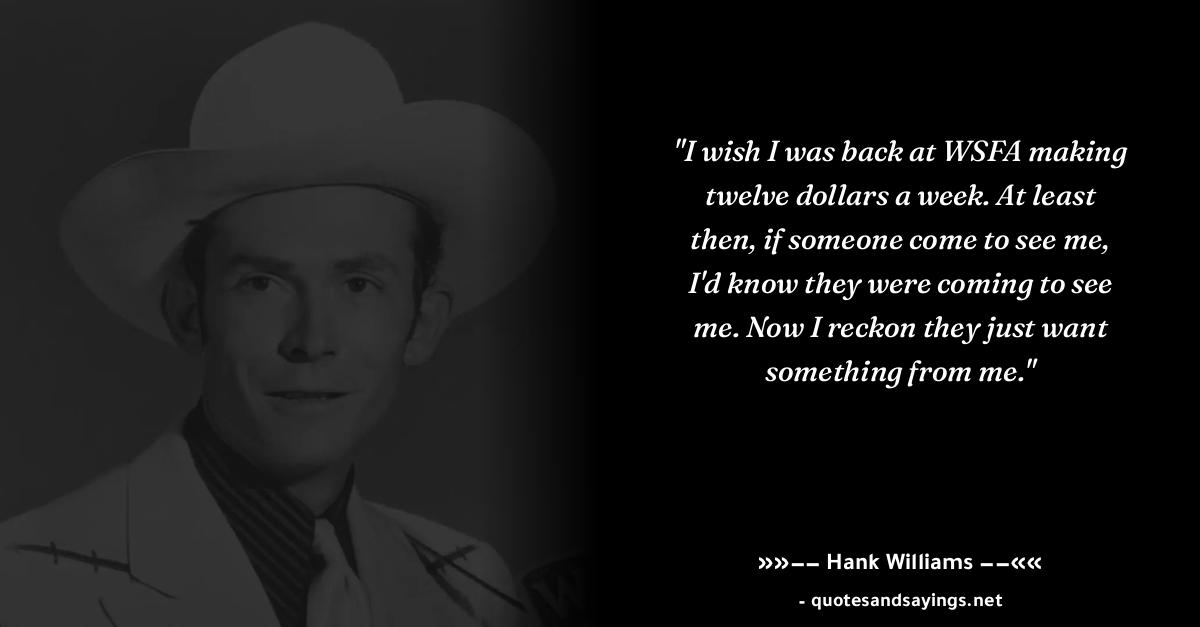 "I wish I was back at WSFA making
twelve dollars a week. At least
then, if someone come to see me,
I'd know they were coming to see
me. Now I reckon they just want
something from me."
»»–– Hank Williams ––««
- quotesandsayings.net